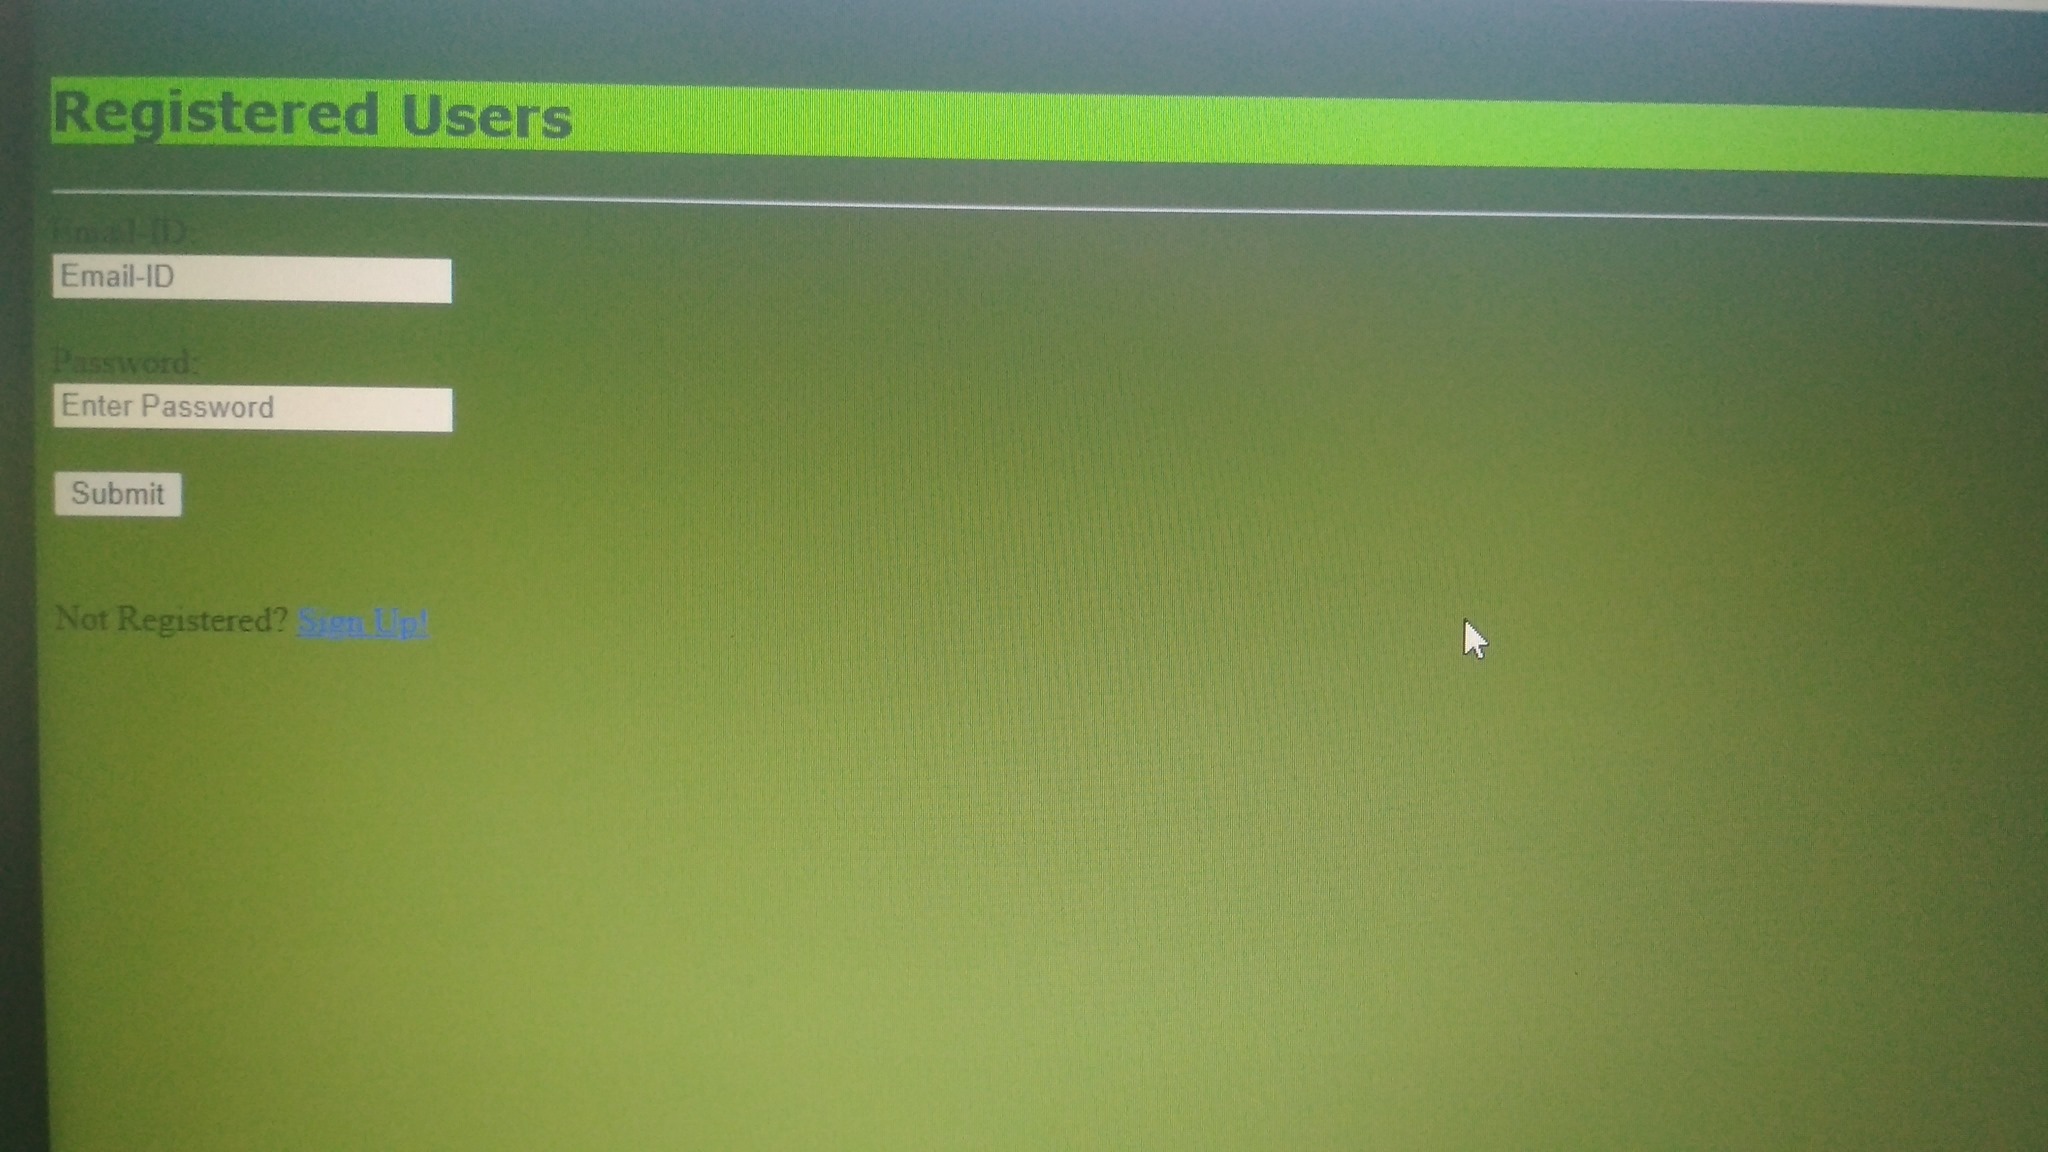 Registered Users
Email-ID:
Email-ID
Password:
Enter Password
Submit
Not Registered? Sign Up!